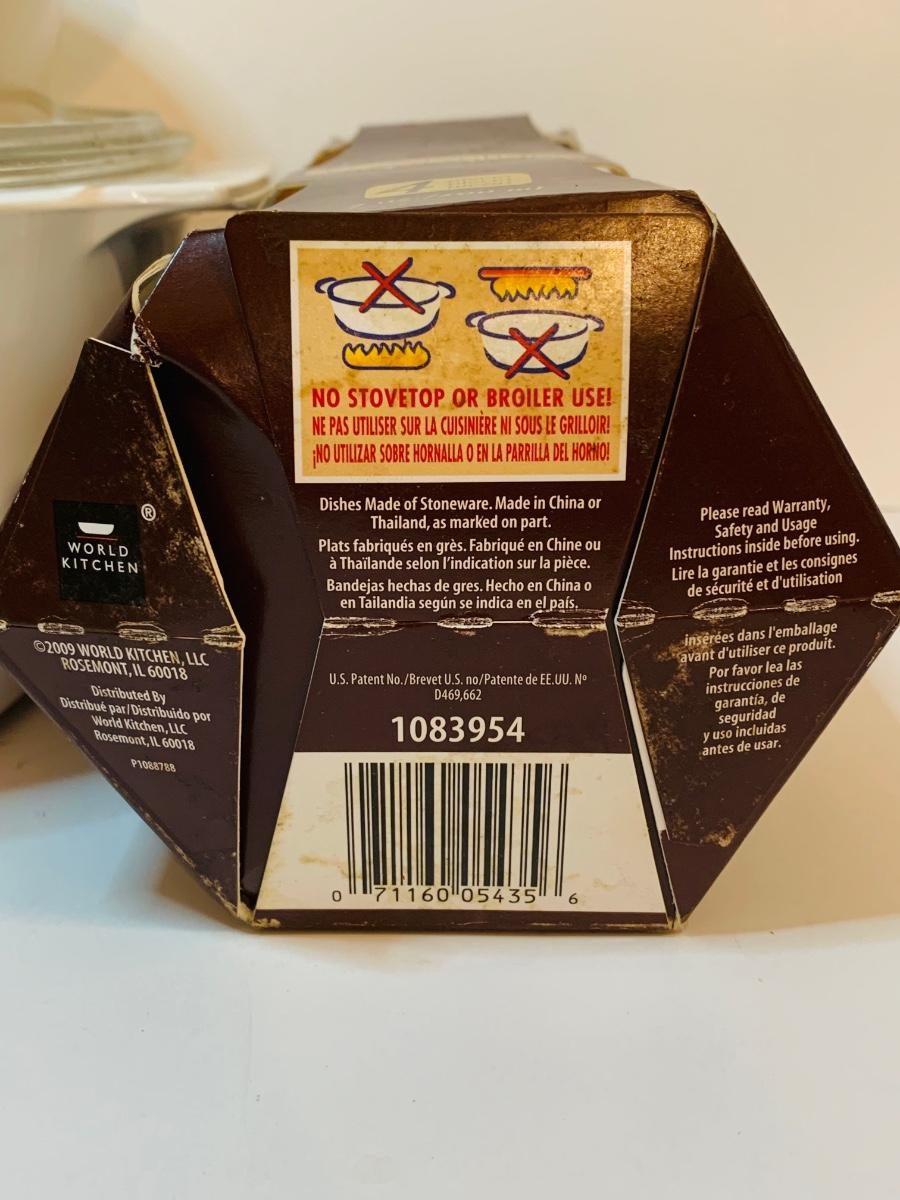 NO STOVETOP OR BROILER USE!
NE PAS UTILISER SUR LA CUISINIÈRE NI SOUS LE GRILLOIR!
¡NO UTILIZAR SOBRE HORNALLA O EN LA PARRILLA DEL HORNO!
Dishes Made of Stoneware. Made in China or
Thailand, as marked on part.
Plats fabriqués en grès. Fabriqué en Chine ou
à Thaïlande selon l'indication sur la pièce.
Bandejas hechas de gres. Hecho en China o
en Tailandia según se indica en el país.
U.S. Patent No./Brevet U.S. no/Patente de EE.UU. Nº
D469,662
1083954
0 71160 05435 6
®
WORLD
KITCHEN
©2009 WORLD KITCHEN, LLC
ROSEMONT, IL 60018
Distributed By
Distribué par/Distribuido por
World Kitchen, LLC
Rosemont, IL 60018
P1088788
Please read Warranty,
Safety and Usage
Instructions inside before using.
Lire la garantie et les consignes
de sécurité et d'utilisation
insérées dans l'emballage
avant d'utiliser ce produit.
Por favor lea las
instrucciones de
garantía, de
seguridad
y uso incluidas
antes de usar.